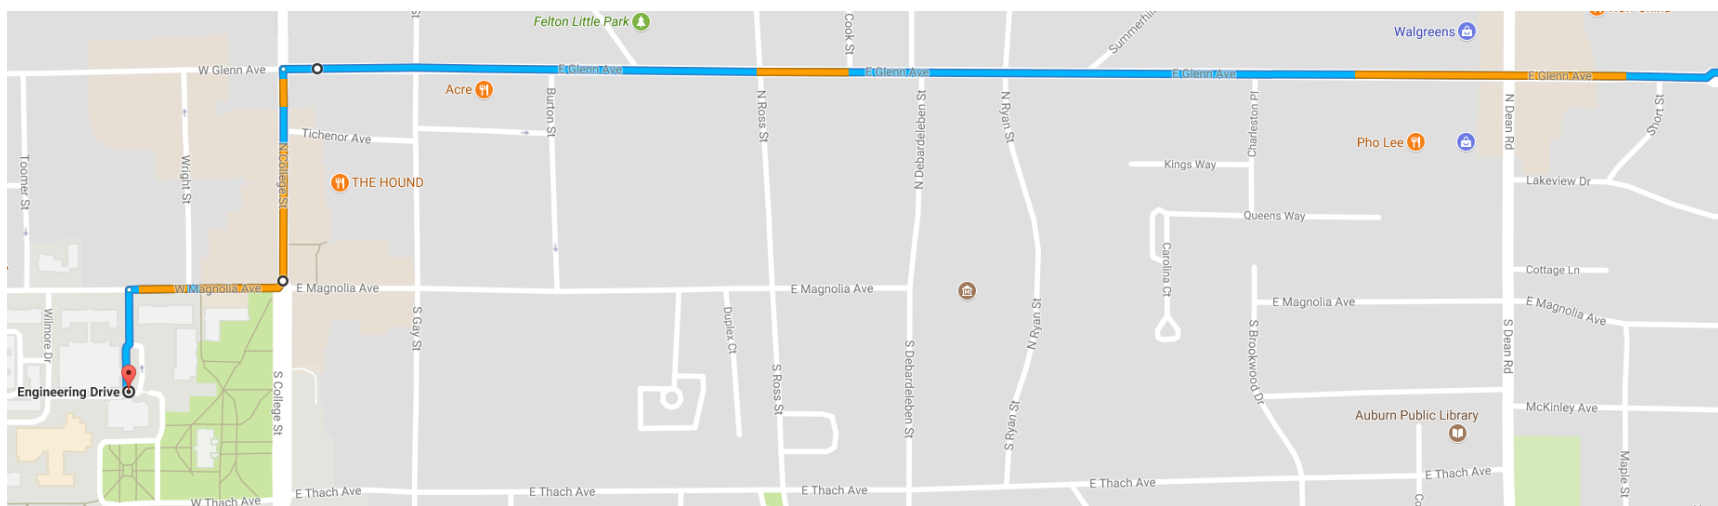 Felton Little Park
St
Cook St
Summerhill
Walgreens
W Glenn Ave
E Glenn Ave
E Glenn Ave
E Glenn Ave
E Glenn Ave
Acre
Burton St
N Ross St
N Debardeleben St
N Ryan St
Charleston Pl
N Dean Rd
Short St
Tichenor Ave
Pho Lee
Toomer St
Wright St
N College St
THE HOUND
Kings Way
Lakeview Dr
Queens Way
Carolina Ct
Cottage Ln
W Magnolia Ave
E Magnolia Ave
E Magnolia Ave
E Magnolia Ave
E Magnolia Ave
Wilmore Dr
S Gay St
Duplex Ct
N Ryan St
S Brookwood Dr
S Dean Rd
Engineering Drive
S College St
S Ross St
S Debardeleben St
S Ryan St
McKinley Ave
Auburn Public Library
Maple St
W Thach Ave
E Thach Ave
E Thach Ave
E Thach Ave
E Thach Ave
E Thach Ave
Co